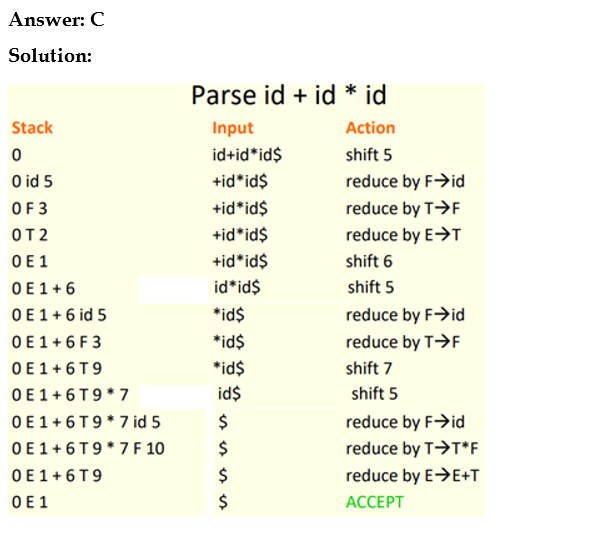 Answer: C
Solution:
Parse id + id * id
Stack Input Action
0 id+id*id$ shift 5
0 id 5 +id*id$ reduce by F→id
0 F 3 +id*id$ reduce by T→F
0 T 2 +id*id$ reduce by E→T
0 E 1 +id*id$ shift 6
0 E 1 + 6 id*id$ shift 5
0 E 1 + 6 id 5 *id$ reduce by F→id
0 E 1 + 6 F 3 *id$ reduce by T→F
0 E 1 + 6 T 9 *id$ shift 7
0 E 1 + 6 T 9 * 7 id$ shift 5
0 E 1 + 6 T 9 * 7 id 5 $ reduce by F→id
0 E 1 + 6 T 9 * 7 F 10 $ reduce by T→T*F
0 E 1 + 6 T 9 $ reduce by E→E+T
0 E 1 $ ACCEPT